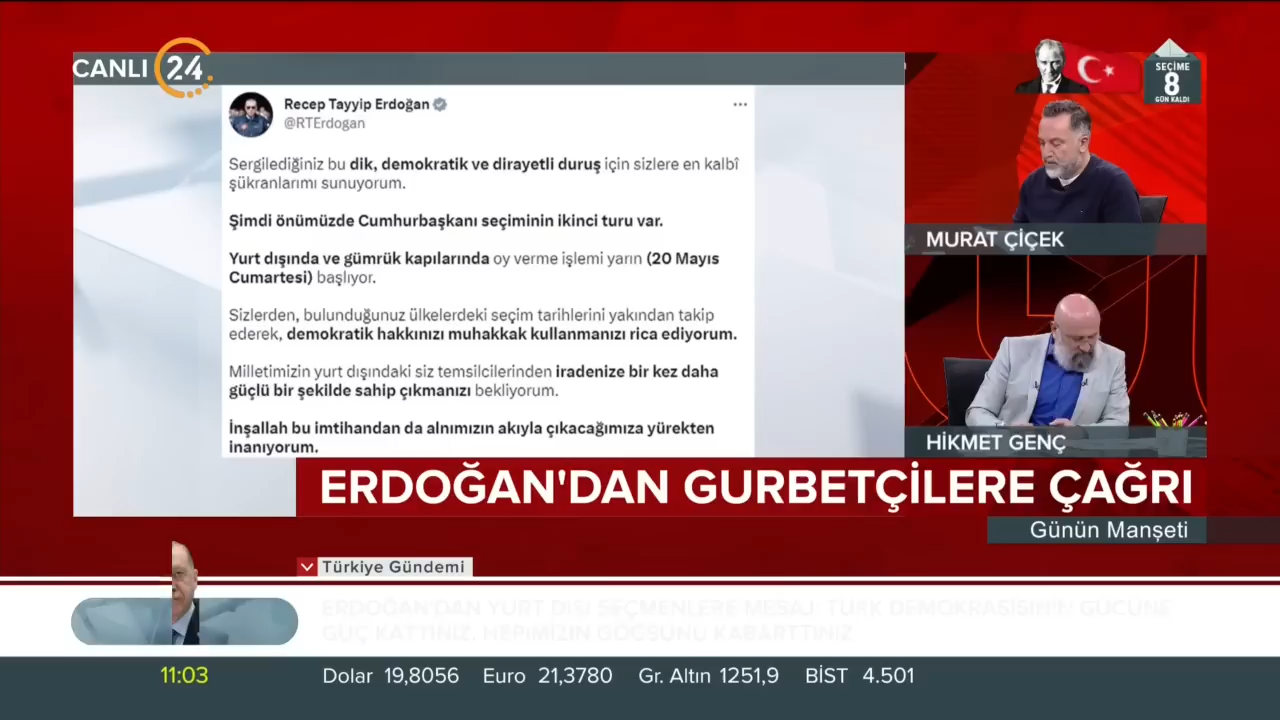 CANLI 24
SEÇİME
8
GÜN KALDI
Recep Tayyip Erdoğan
@RTErdogan
Sergilediğiniz bu dik, demokratik ve dirayetli duruş için sizlere en kalbî
şükranlarımı sunuyorum.
Şimdi önümüzde Cumhurbaşkanı seçiminin ikinci turu var.
Yurt dışında ve gümrük kapılarında oy verme işlemi yarın (20 Mayıs
Cumartesi) başlıyor.
Sizlerden, bulunduğunuz ülkelerdeki seçim tarihlerini yakından takip
ederek, demokratik hakkınızı muhakkak kullanmanızı rica ediyorum.
Milletimizin yurt dışındaki siz temsilcilerinden iradenize bir kez daha
güçlü bir şekilde sahip çıkmanızı bekliyorum.
İnşallah bu imtihandan da alnımızın akıyla çıkacağımıza yürekten
inanıyorum.
MURAT ÇİÇEK
HİKMET GENÇ
ERDOĞAN'DAN GURBETÇİLERE ÇAĞRI
Günün Manşeti
Türkiye Gündemi
ERDOĞAN'DAN YURT DIŞI SEÇMENLERE MESAJ: TÜRK DEMOKRASİSİNİN GÜCÜNE
GÜÇ KATTINIZ, HEPİMİZİN GÖĞSÜNÜ KABARTTINIZ
11:03 Dolar 19,8056 Euro 21,3780 Gr. Altın 1251,9 BİST 4.501